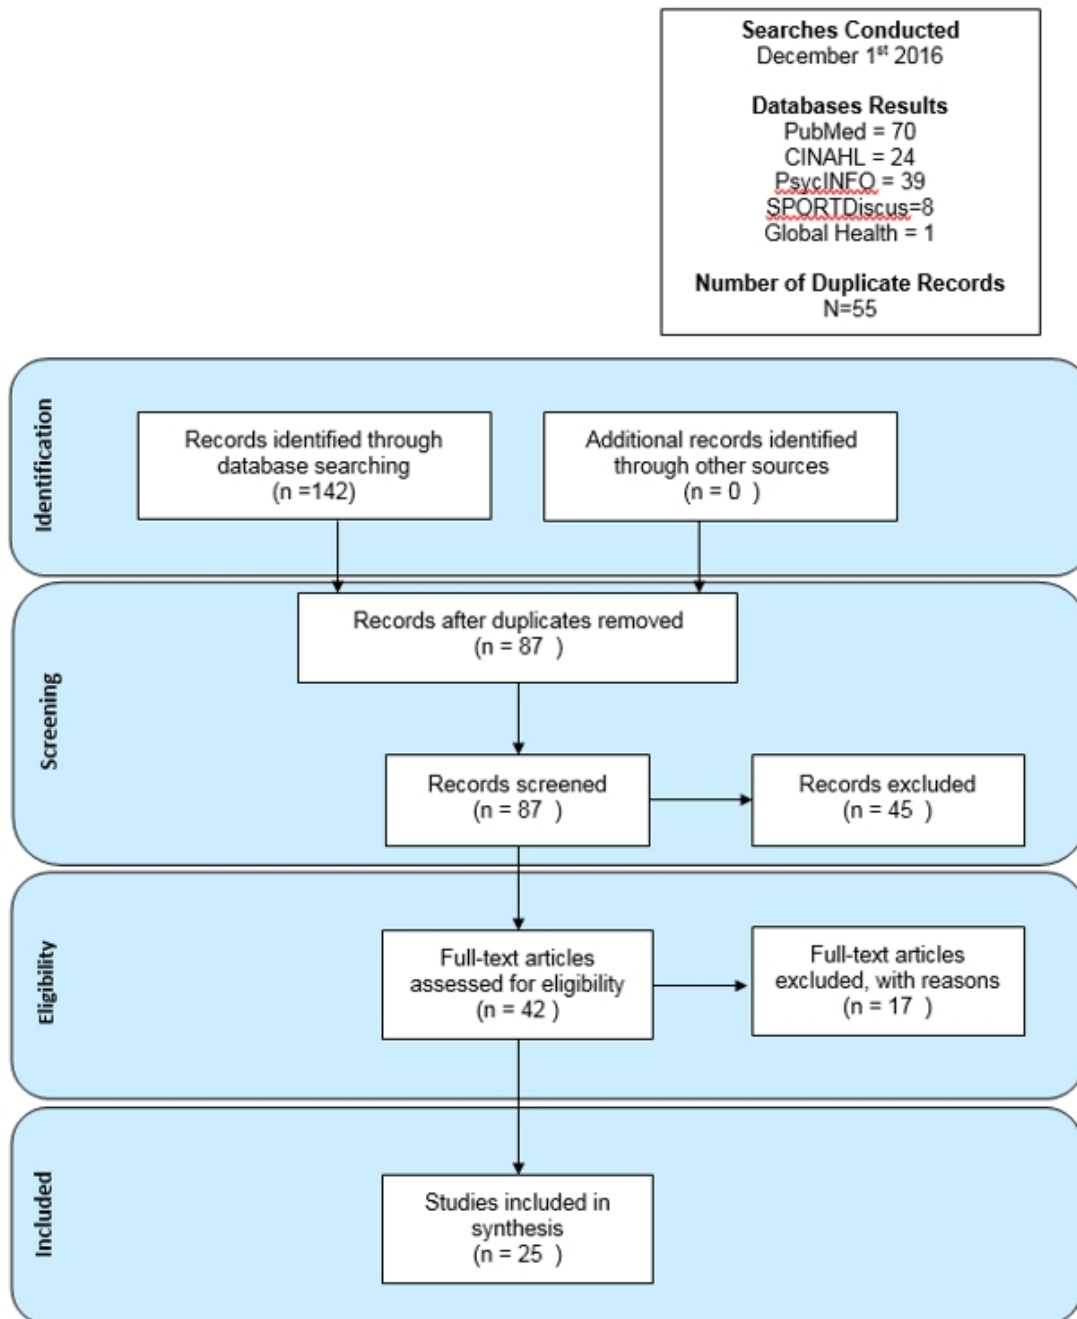 Searches Conducted
December 1st 2016
Databases Results
PubMed = 70
CINAHL = 24
PsycINFO = 39
SPORTDiscus=8
Global Health = 1
Number of Duplicate Records
N=55
Identification
Records identified through
database searching
(n =142)
Additional records identified
through other sources
(n = 0  )
Screening
Records after duplicates removed
(n = 87  )
Records screened
(n = 87  )
Records excluded
(n = 45  )
Eligibility
Full-text articles
assessed for eligibility
(n = 42 )
Full-text articles
excluded, with reasons
(n = 17  )
Included
Studies included in
synthesis
(n = 25  )